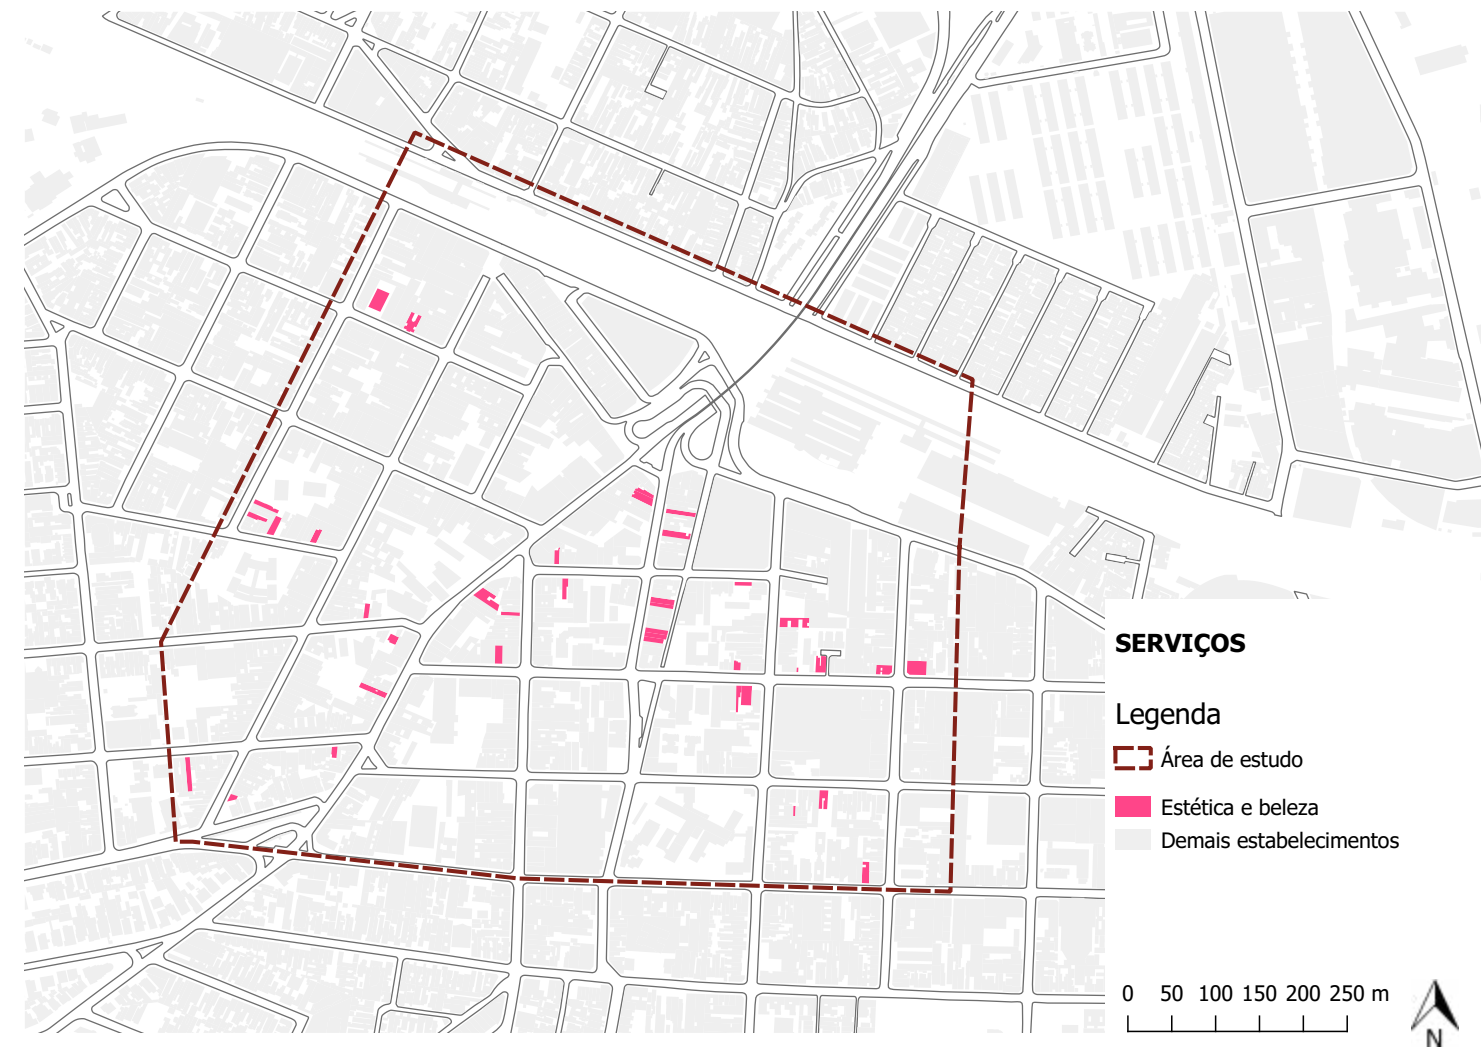 SERVIÇOS
Legenda
Área de estudo
Estética e beleza
Demais estabelecimentos
0 50 100 150 200 250 m
N